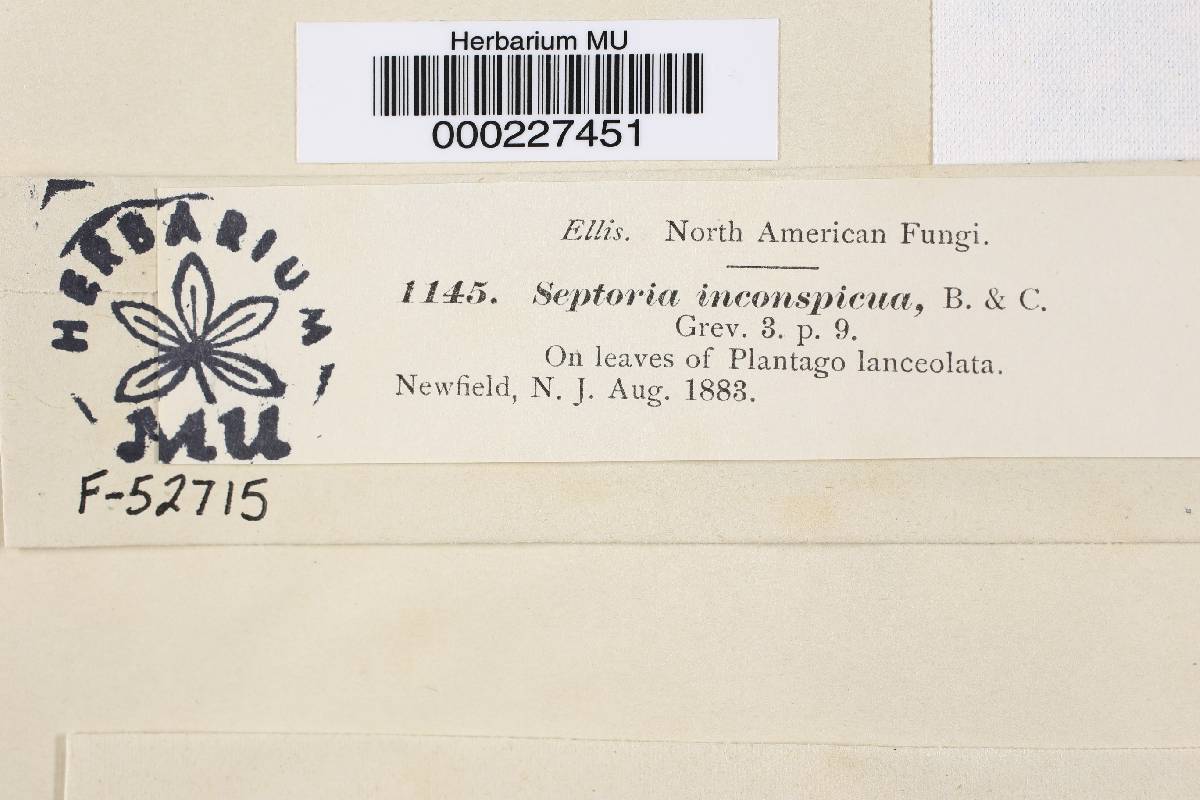 Herbarium MU
000227451
Ellis. North American Fungi.
1145. Septoria inconspicua, B. & C.
Grev. 3. p. 9.
On leaves of Plantago lanceolata.
Newfield, N. J. Aug. 1883.
HERBARIUM
MU
F-52715